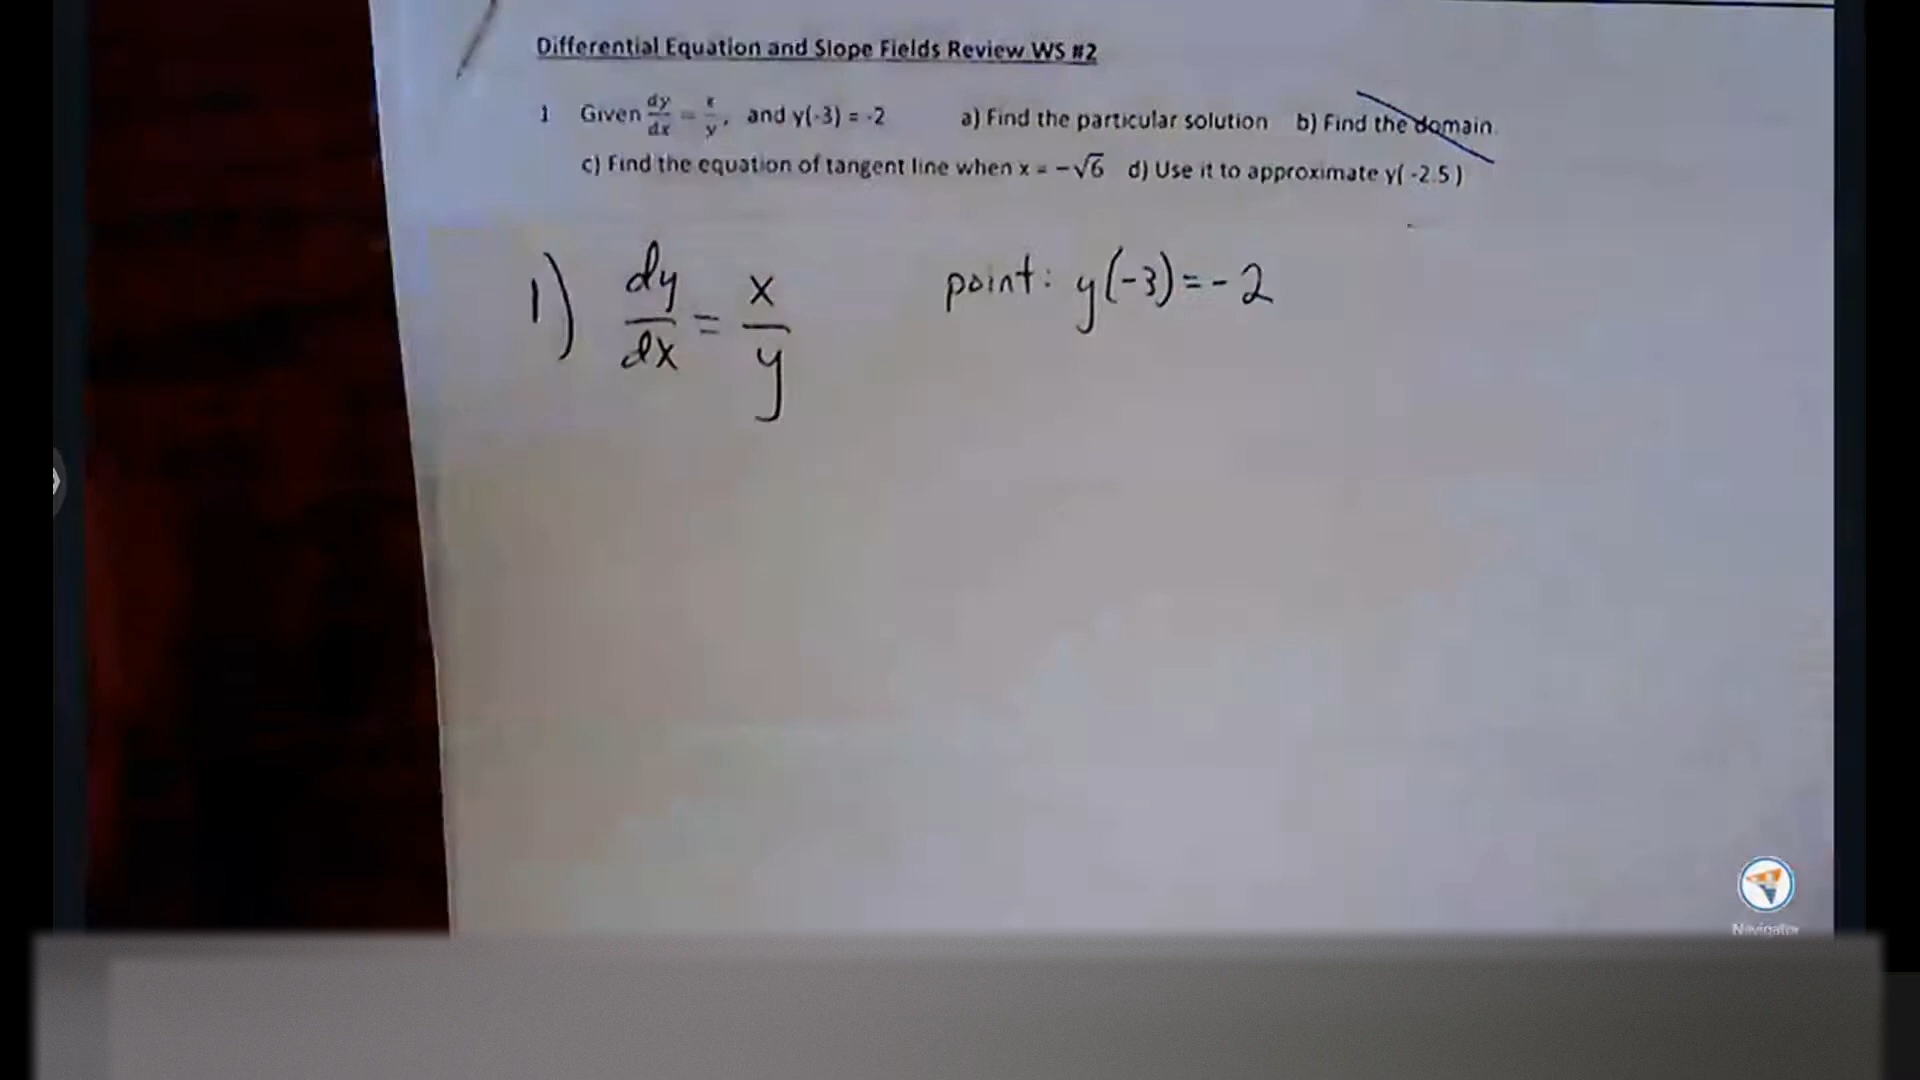 Differential Equation and Slope Fields Review WS #2
1 Given dy/dx = x/y, and y(-3) = -2 a) Find the particular solution b) Find the domain.
c) Find the equation of tangent line when x = -√6 d) Use it to approximate y( -2.5 )
1) dy/dx = x/y point: y(-3) = -2
Navigator